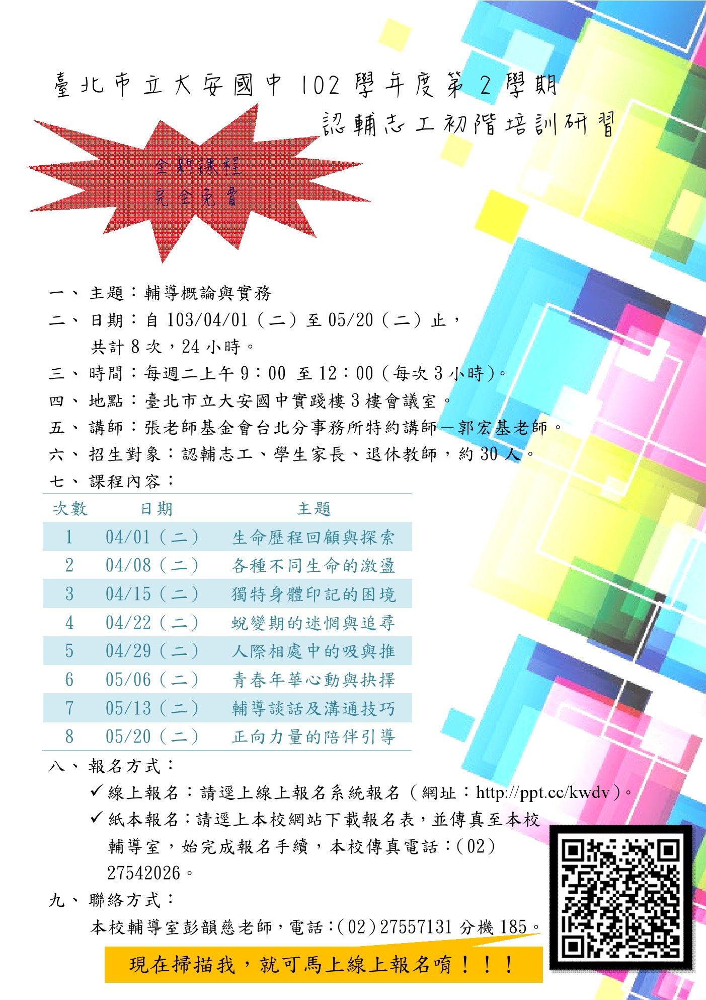 臺北市立大安國中 102 學年度第 2 學期
認輔志工初階培訓研習
全新課程
完全免費
一、 主題：輔導概論與實務
二、 日期：自 103/04/01（二）至 05/20（二）止，
共計 8 次，24 小時。
三、 時間：每週二上午 9：00 至 12：00（每次 3 小時）。
四、 地點：臺北市立大安國中實踐樓 3 樓會議室。
五、 講師：張老師基金會台北分事務所特約講師－郭宏基老師。
六、 招生對象：認輔志工、學生家長、退休教師，約 30 人。
七、 課程內容：
次數 日期 主題
1 04/01（二） 生命歷程回顧與探索
2 04/08（二） 各種不同生命的激盪
3 04/15（二） 獨特身體印記的困境
4 04/22（二） 蛻變期的迷惘與追尋
5 04/29（二） 人際相處中的吸與推
6 05/06（二） 青春年華心動與抉擇
7 05/13（二） 輔導談話及溝通技巧
8 05/20（二） 正向力量的陪伴引導
八、 報名方式：
✓ 線上報名：請逕上線上報名系統報名（網址：http://ppt.cc/kwdv）。
✓ 紙本報名：請逕上本校網站下載報名表，並傳真至本校
輔導室，始完成報名手續，本校傳真電話：（02）
27542026。
九、 聯絡方式：
本校輔導室彭韻慈老師，電話：（02）27557131 分機 185。
現在掃描我，就可馬上線上報名唷！！！